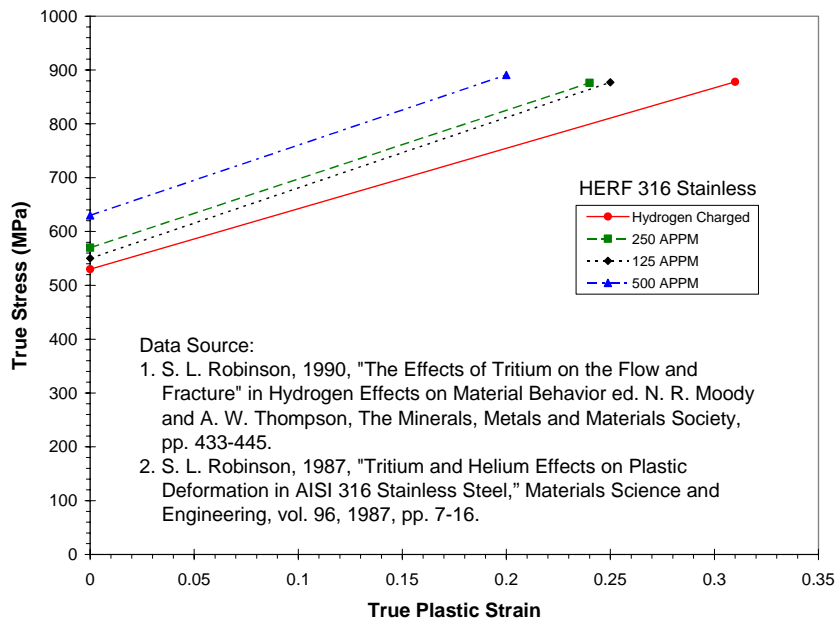 1000
900
800
700
600
500
400
300
200
100
0
True Stress (MPa)
HERF 316 Stainless
Hydrogen Charged
250 APPM
125 APPM
500 APPM
Data Source:
1. S. L. Robinson, 1990, "The Effects of Tritium on the Flow and
Fracture" in Hydrogen Effects on Material Behavior ed. N. R. Moody
and A. W. Thompson, The Minerals, Metals and Materials Society,
pp. 433-445.
2. S. L. Robinson, 1987, "Tritium and Helium Effects on Plastic
Deformation in AISI 316 Stainless Steel,” Materials Science and
Engineering, vol. 96, 1987, pp. 7-16.
0 0.05 0.1 0.15 0.2 0.25 0.3 0.35
True Plastic Strain